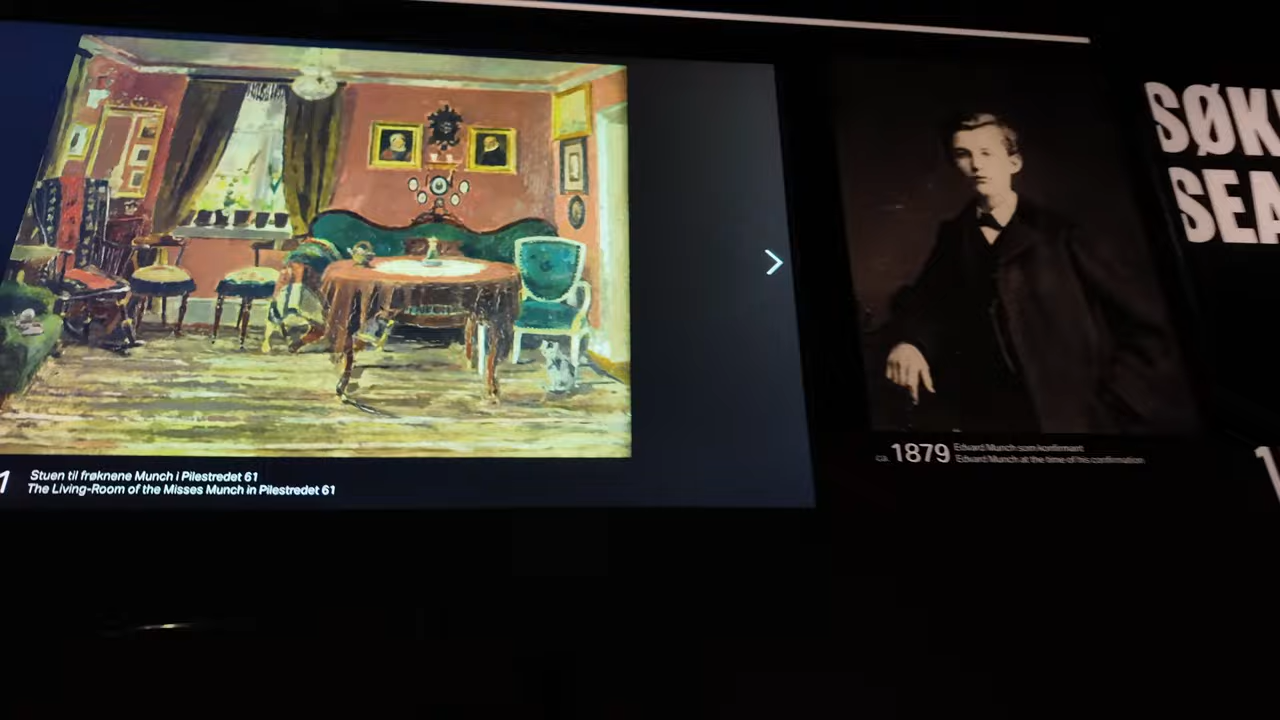 1 Stuen til frøknene Munch i Pilestredet 61
The Living-Room of the Misses Munch in Pilestredet 61
ca. 1879 Edvard Munch som konfirmant
Edvard Munch at the time of his confirmation
SØK
SEA
1